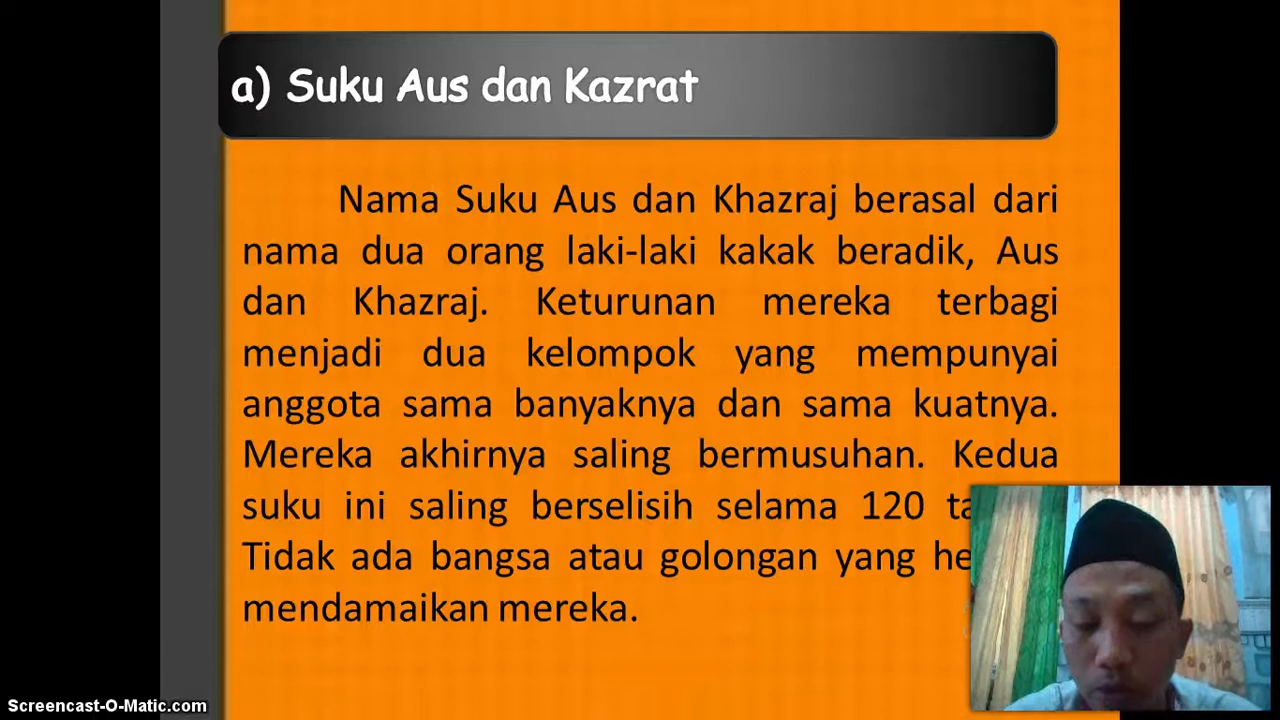 a) Suku Aus dan Kazrat
Nama Suku Aus dan Khazraj berasal dari
nama dua orang laki-laki kakak beradik, Aus
dan Khazraj. Keturunan mereka terbagi
menjadi dua kelompok yang mempunyai
anggota sama banyaknya dan sama kuatnya.
Mereka akhirnya saling bermusuhan. Kedua
suku ini saling berselisih selama 120
Tidak ada bangsa atau golongan yang
mendamaikan mereka.
Screencast-O-Matic.com